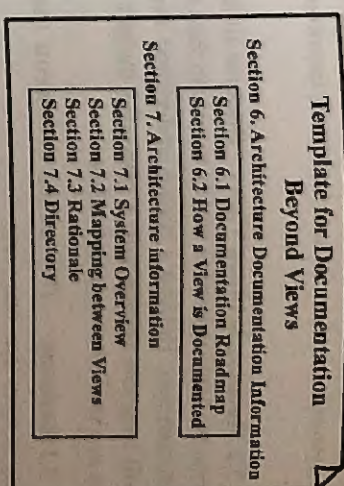 Template for Documentation
Beyond Views
Section 6. Architecture Documentation Information
Section 6.1 Documentation Roadmap
Section 6.2 How a View is Documented
Section 7. Architecture information
Section 7.1 System Overview
Section 7.2 Mapping between Views
Section 7.3 Rationale
Section 7.4 Directory